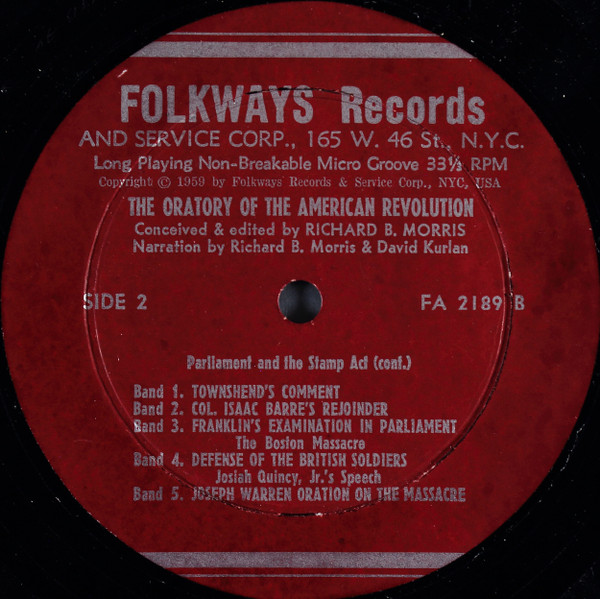 FOLKWAYS Records
AND SERVICE CORP., 165 W. 46 St., N.Y.C.
Long Playing Non-Breakable Micro Groove 33⅓ RPM
Copyright © 1959 by Folkways Records & Service Corp., NYC, USA
THE ORATORY OF THE AMERICAN REVOLUTION
Conceived & edited by RICHARD B. MORRIS
Narration by Richard B. Morris & David Kurlan
SIDE 2 FA 2189 B
Parliament and the Stamp Act (cont.)
Band 1. TOWNSHEND'S COMMENT
Band 2. COL. ISAAC BARRE'S REJOINDER
Band 3. FRANKLIN'S EXAMINATION IN PARLIAMENT
The Boston Massacre
Band 4. DEFENSE OF THE BRITISH SOLDIERS
Josiah Quincy, Jr.'s Speech
Band 5. JOSEPH WARREN ORATION ON THE MASSACRE